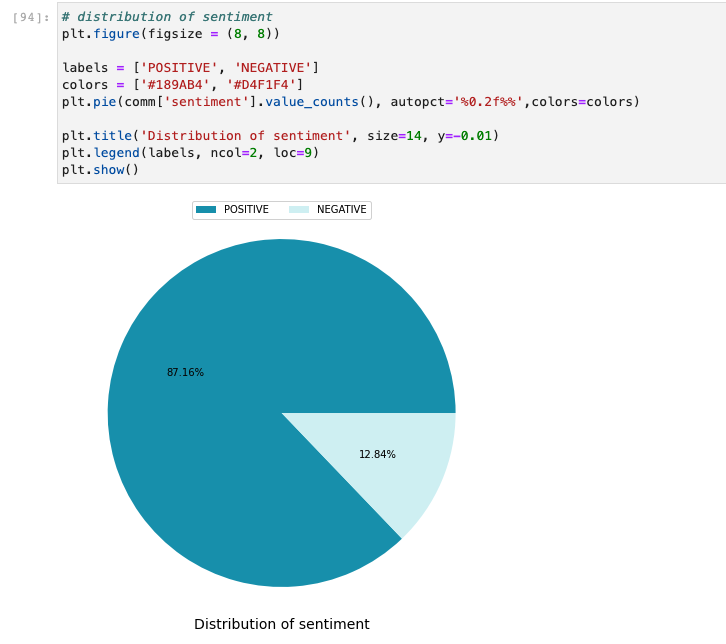 [94]: # distribution of sentiment
plt.figure(figsize = (8, 8))
labels = ['POSITIVE', 'NEGATIVE']
colors = ['#189AB4', '#D4F1F4']
plt.pie(comm['sentiment'].value_counts(), autopct='%0.2f%%',colors=colors)
plt.title('Distribution of sentiment', size=14, y=-0.01)
plt.legend(labels, ncol=2, loc=9)
plt.show()
POSITIVE NEGATIVE
87.16%
12.84%
Distribution of sentiment